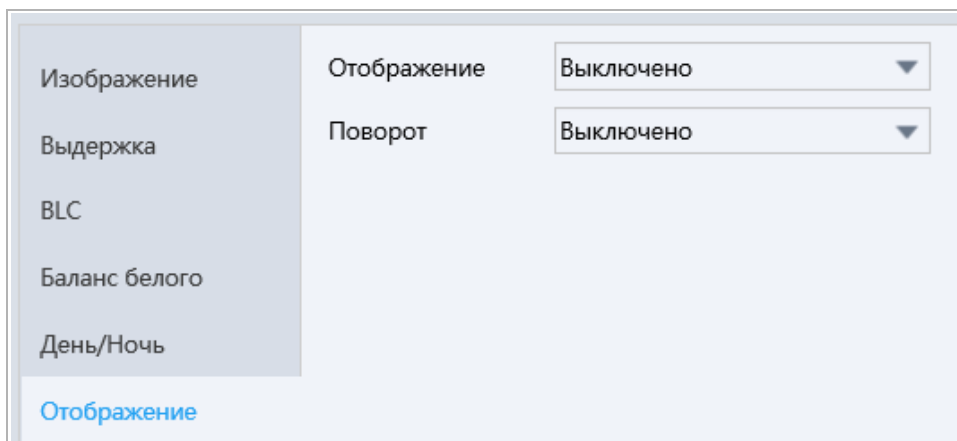 Изображение
Выдержка
BLC
Баланс белого
День/Ночь
Отображение
Отображение Выключено
Поворот Выключено